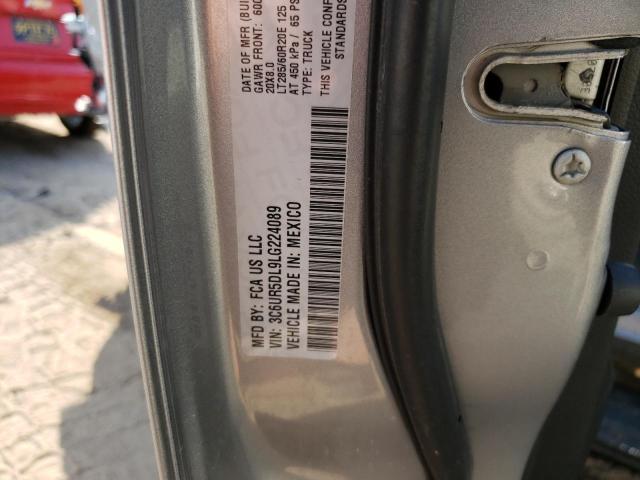 DATE OF MFR
GAWR FRONT:
20X8.0
LT285/60R20E 125
AT 450 kPa / 65 PS
TYPE: TRUCK
THIS VEHICLE CONF
STANDARDS
MFD BY: FCA US LLC
VIN: 3C6UR5DL9LG224089
VEHICLE MADE IN: MEXICO